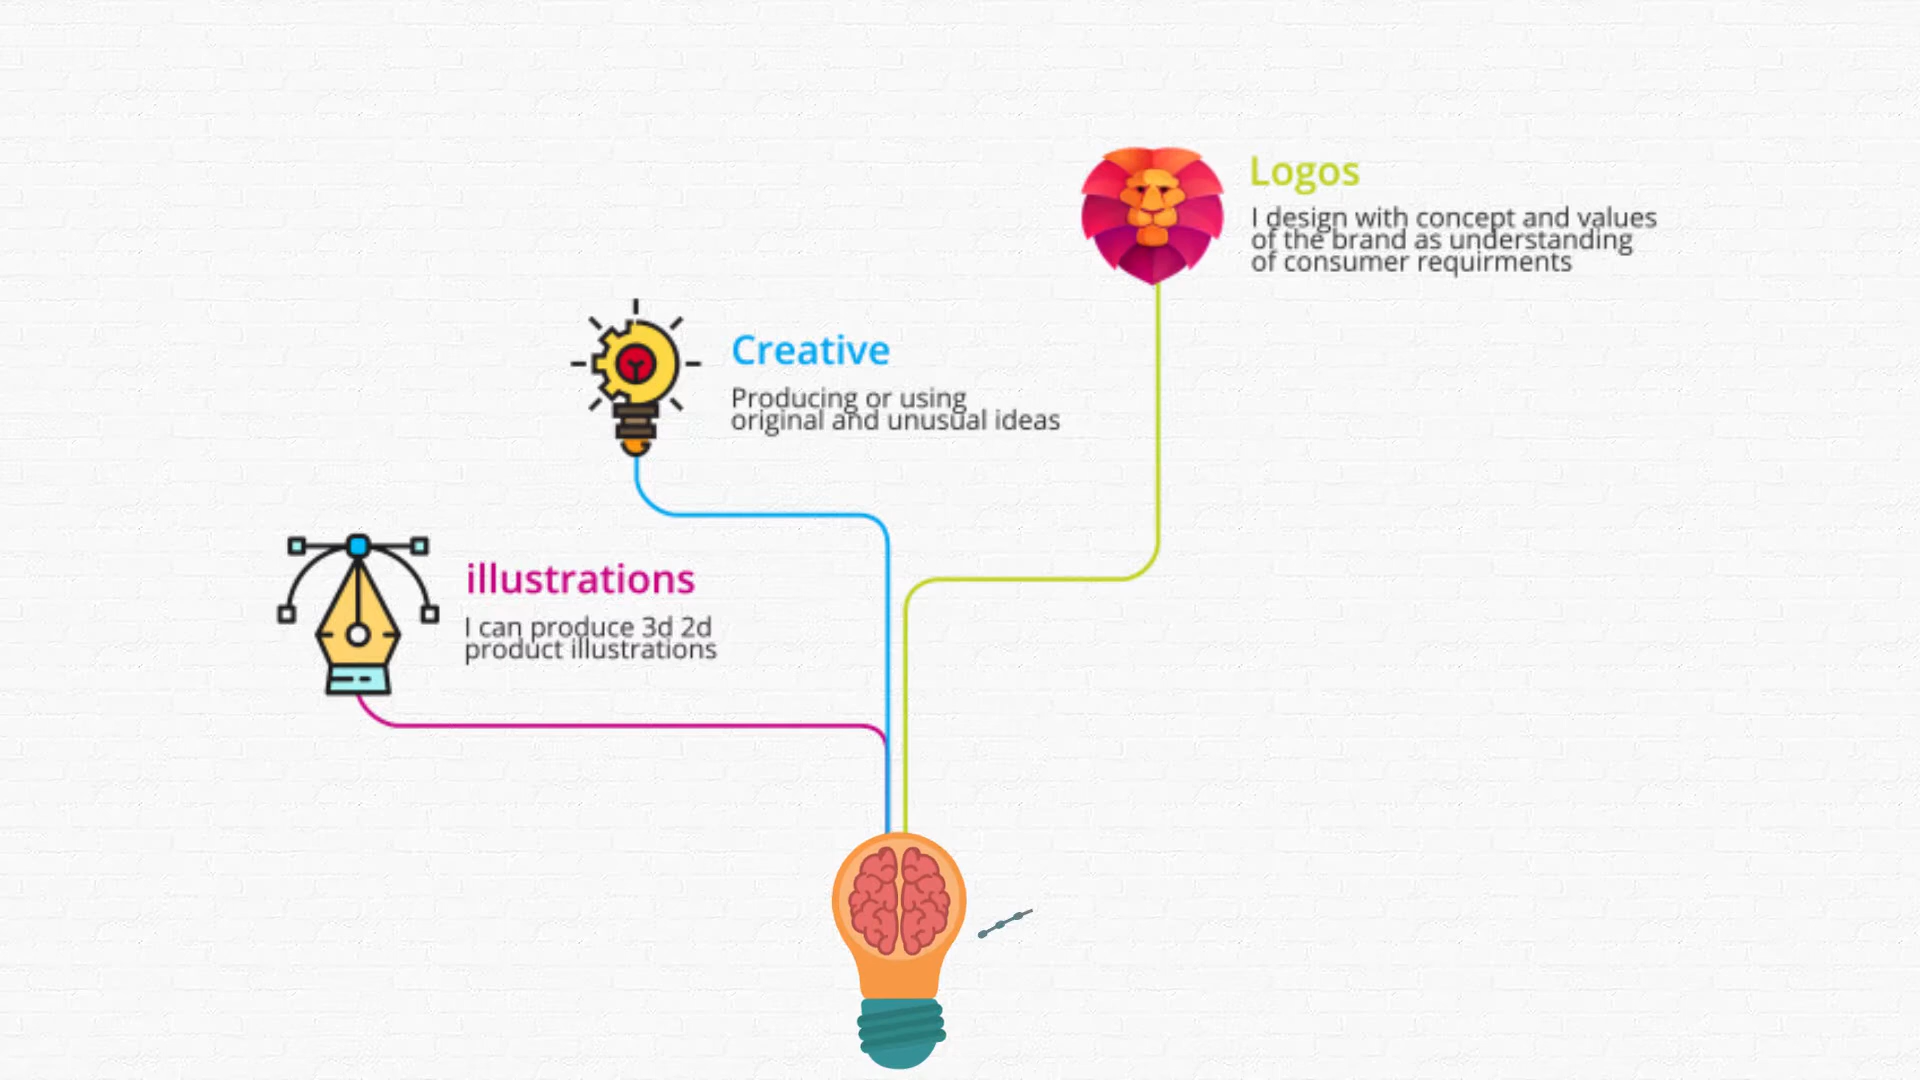 Logos
I design with concept and values
of the brand as understanding
of consumer requirments
Creative
Producing or using
original and unusual ideas
illustrations
I can produce 3d 2d
product illustrations